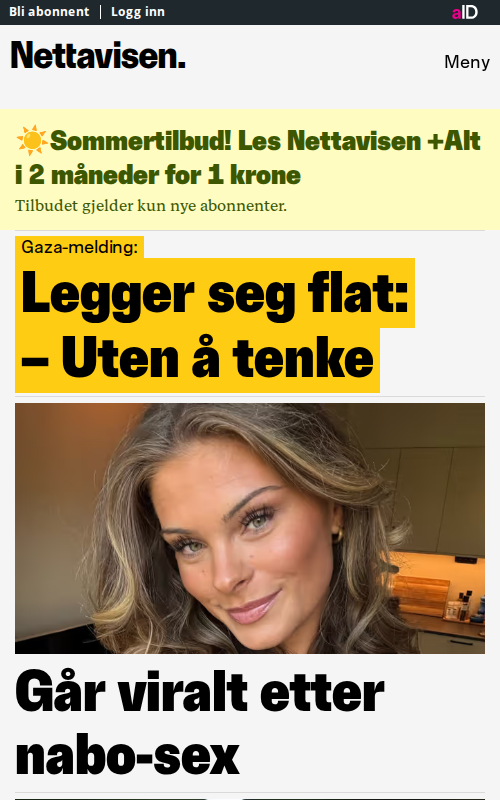 Bli abonnent | Logg inn
aID
Nettavisen.
Meny
☀️Sommertilbud! Les Nettavisen +Alt
i 2 måneder for 1 krone
Tilbudet gjelder kun nye abonnenter.
Gaza-melding:
Legger seg flat:
– Uten å tenke
Går viralt etter
nabo-sex